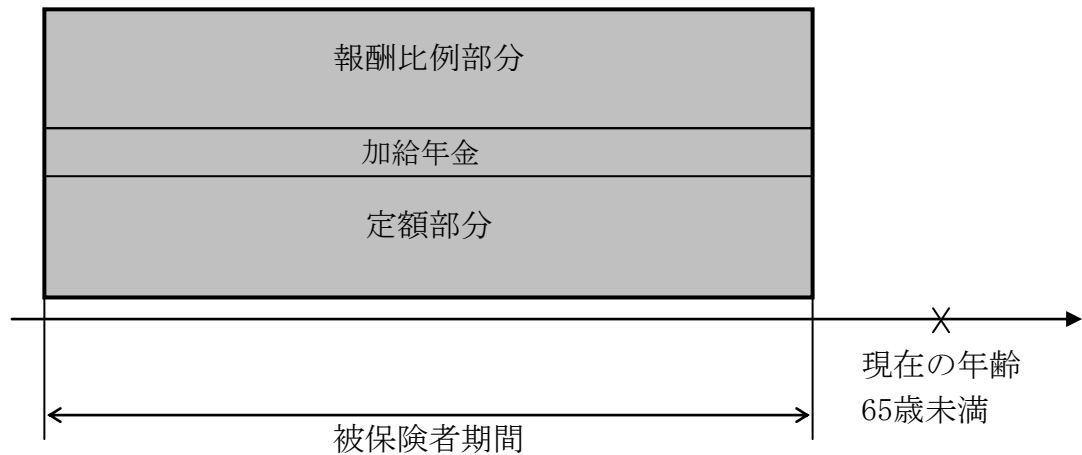 報酬比例部分
加給年金
定額部分
現在の年齢
65歳未満
被保険者期間